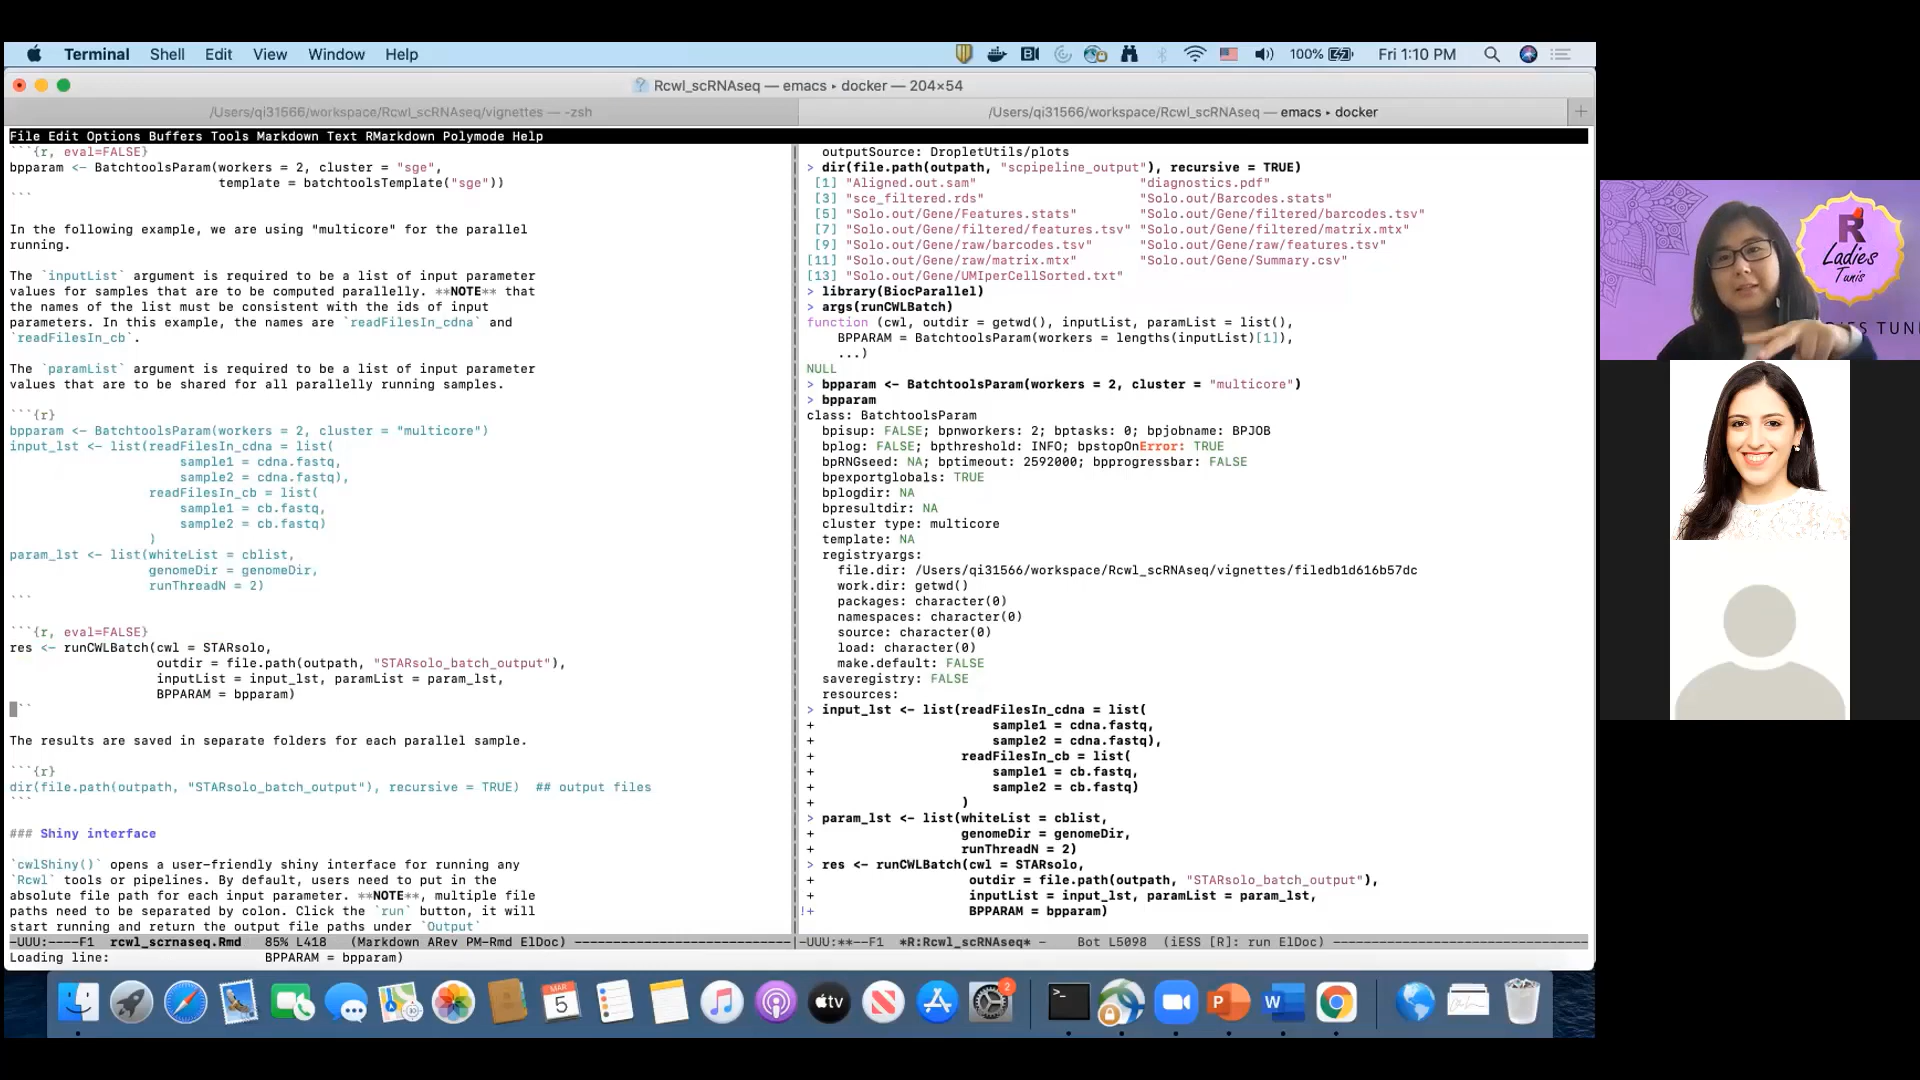 Terminal Shell Edit View Window Help 100% Fri 1:10 PM
Rcwl_scRNAseq — emacs ▸ docker — 204×54
/Users/qi31566/workspace/Rcwl_scRNAseq/vignettes — -zsh
/Users/qi31566/workspace/Rcwl_scRNAseq — emacs ▸ docker
File Edit Options Buffers Tools Markdown Text RMarkdown Polymode Help
```{r, eval=FALSE}
bpparam <- BatchtoolsParam(workers = 2, cluster = "sge",
                           template = batchtoolsTemplate("sge"))
```
In the following example, we are using "multicore" for the parallel
running.
The `inputList` argument is required to be a list of input parameter
values for samples that are to be computed parallelly. **NOTE** that
the names of the list must be consistent with the ids of input
parameters. In this example, the names are `readFilesIn_cdna` and
`readFilesIn_cb`.
The `paramList` argument is required to be a list of input parameter
values that are to be shared for all parallelly running samples.
```{r}
bpparam <- BatchtoolsParam(workers = 2, cluster = "multicore")
input_lst <- list(readFilesIn_cdna = list(
                      sample1 = cdna.fastq,
                      sample2 = cdna.fastq),
                  readFilesIn_cb = list(
                      sample1 = cb.fastq,
                      sample2 = cb.fastq)
                  )
param_lst <- list(whiteList = cblist,
                  genomeDir = genomeDir,
                  runThreadN = 2)
```
```{r, eval=FALSE}
res <- runCWLBatch(cwl = STARsolo,
                   outdir = file.path(outpath, "STARsolo_batch_output"),
                   inputList = input_lst, paramList = param_lst,
                   BPPARAM = bpparam)
``
The results are saved in separate folders for each parallel sample.
```{r}
dir(file.path(outpath, "STARsolo_batch_output"), recursive = TRUE)  ## output files
```
### Shiny interface
`cwlShiny()` opens a user-friendly shiny interface for running any
`Rcwl` tools or pipelines. By default, users need to put in the
absolute file path for each input parameter. **NOTE**, multiple file
paths need to be separated by colon. Click the `run` button, it will
start running and return the output file paths under `Output`
-UUU:----F1  rcwl_scrnaseq.Rmd   85% L418   (Markdown ARev PM-Rmd ElDoc)
Loading line:                    BPPARAM = bpparam)
  outputSource: DropletUtils/plots
> dir(file.path(outpath, "scpipeline_output"), recursive = TRUE)
 [1] "Aligned.out.sam"                     "diagnostics.pdf"
 [3] "sce_filtered.rds"                    "Solo.out/Barcodes.stats"
 [5] "Solo.out/Gene/Features.stats"        "Solo.out/Gene/filtered/barcodes.tsv"
 [7] "Solo.out/Gene/filtered/features.tsv" "Solo.out/Gene/filtered/matrix.mtx"
 [9] "Solo.out/Gene/raw/barcodes.tsv"      "Solo.out/Gene/raw/features.tsv"
[11] "Solo.out/Gene/raw/matrix.mtx"        "Solo.out/Gene/Summary.csv"
[13] "Solo.out/Gene/UMIperCellSorted.txt"
> library(BiocParallel)
> args(runCWLBatch)
function (cwl, outdir = getwd(), inputList, paramList = list(),
    BPPARAM = BatchtoolsParam(workers = lengths(inputList)[1]),
    ...)
NULL
> bpparam <- BatchtoolsParam(workers = 2, cluster = "multicore")
> bpparam
class: BatchtoolsParam
  bpisup: FALSE; bpnworkers: 2; bptasks: 0; bpjobname: BPJOB
  bplog: FALSE; bpthreshold: INFO; bpstopOnError: TRUE
  bpRNGseed: NA; bptimeout: 2592000; bpprogressbar: FALSE
  bpexportglobals: TRUE
  bplogdir: NA
  bpresultdir: NA
  cluster type: multicore
  template: NA
  registryargs:
    file.dir: /Users/qi31566/workspace/Rcwl_scRNAseq/vignettes/filedb1d616b57dc
    work.dir: getwd()
    packages: character(0)
    namespaces: character(0)
    source: character(0)
    load: character(0)
    make.default: FALSE
  saveregistry: FALSE
  resources:
> input_lst <- list(readFilesIn_cdna = list(
+                       sample1 = cdna.fastq,
+                       sample2 = cdna.fastq),
+                   readFilesIn_cb = list(
+                       sample1 = cb.fastq,
+                       sample2 = cb.fastq)
+                   )
> param_lst <- list(whiteList = cblist,
+                   genomeDir = genomeDir,
+                   runThreadN = 2)
> res <- runCWLBatch(cwl = STARsolo,
+                    outdir = file.path(outpath, "STARsolo_batch_output"),
+                    inputList = input_lst, paramList = param_lst,
!+                    BPPARAM = bpparam)
-UUU:**--F1  *R:Rcwl_scRNAseq* -    Bot L5098  (iESS [R]: run ElDoc)
R
Ladies
Tunis
MAR
5
tv
2
P
W